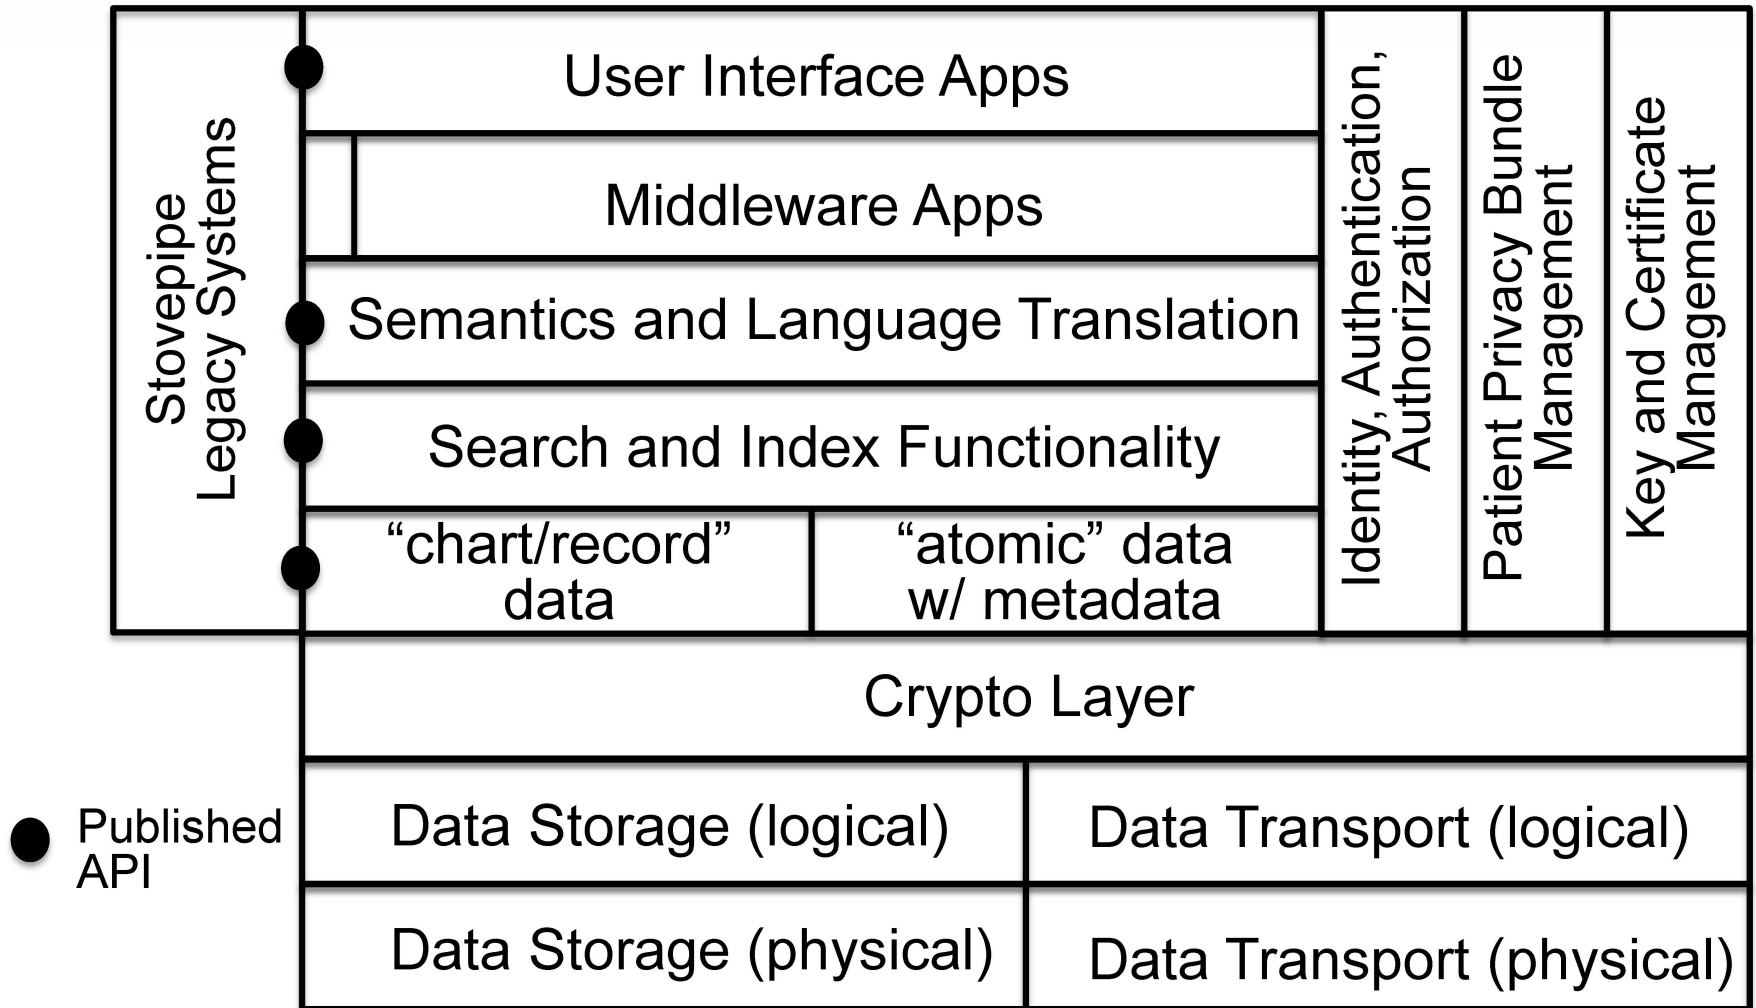 Stovepipe
Legacy Systems
User Interface Apps
Middleware Apps
Semantics and Language Translation
Search and Index Functionality
“chart/record”
data
“atomic” data
w/ metadata
Identity, Authentication,
Authorization
Patient Privacy Bundle
Management
Key and Certificate
Management
Crypto Layer
Published
API
Data Storage (logical)
Data Transport (logical)
Data Storage (physical)
Data Transport (physical)